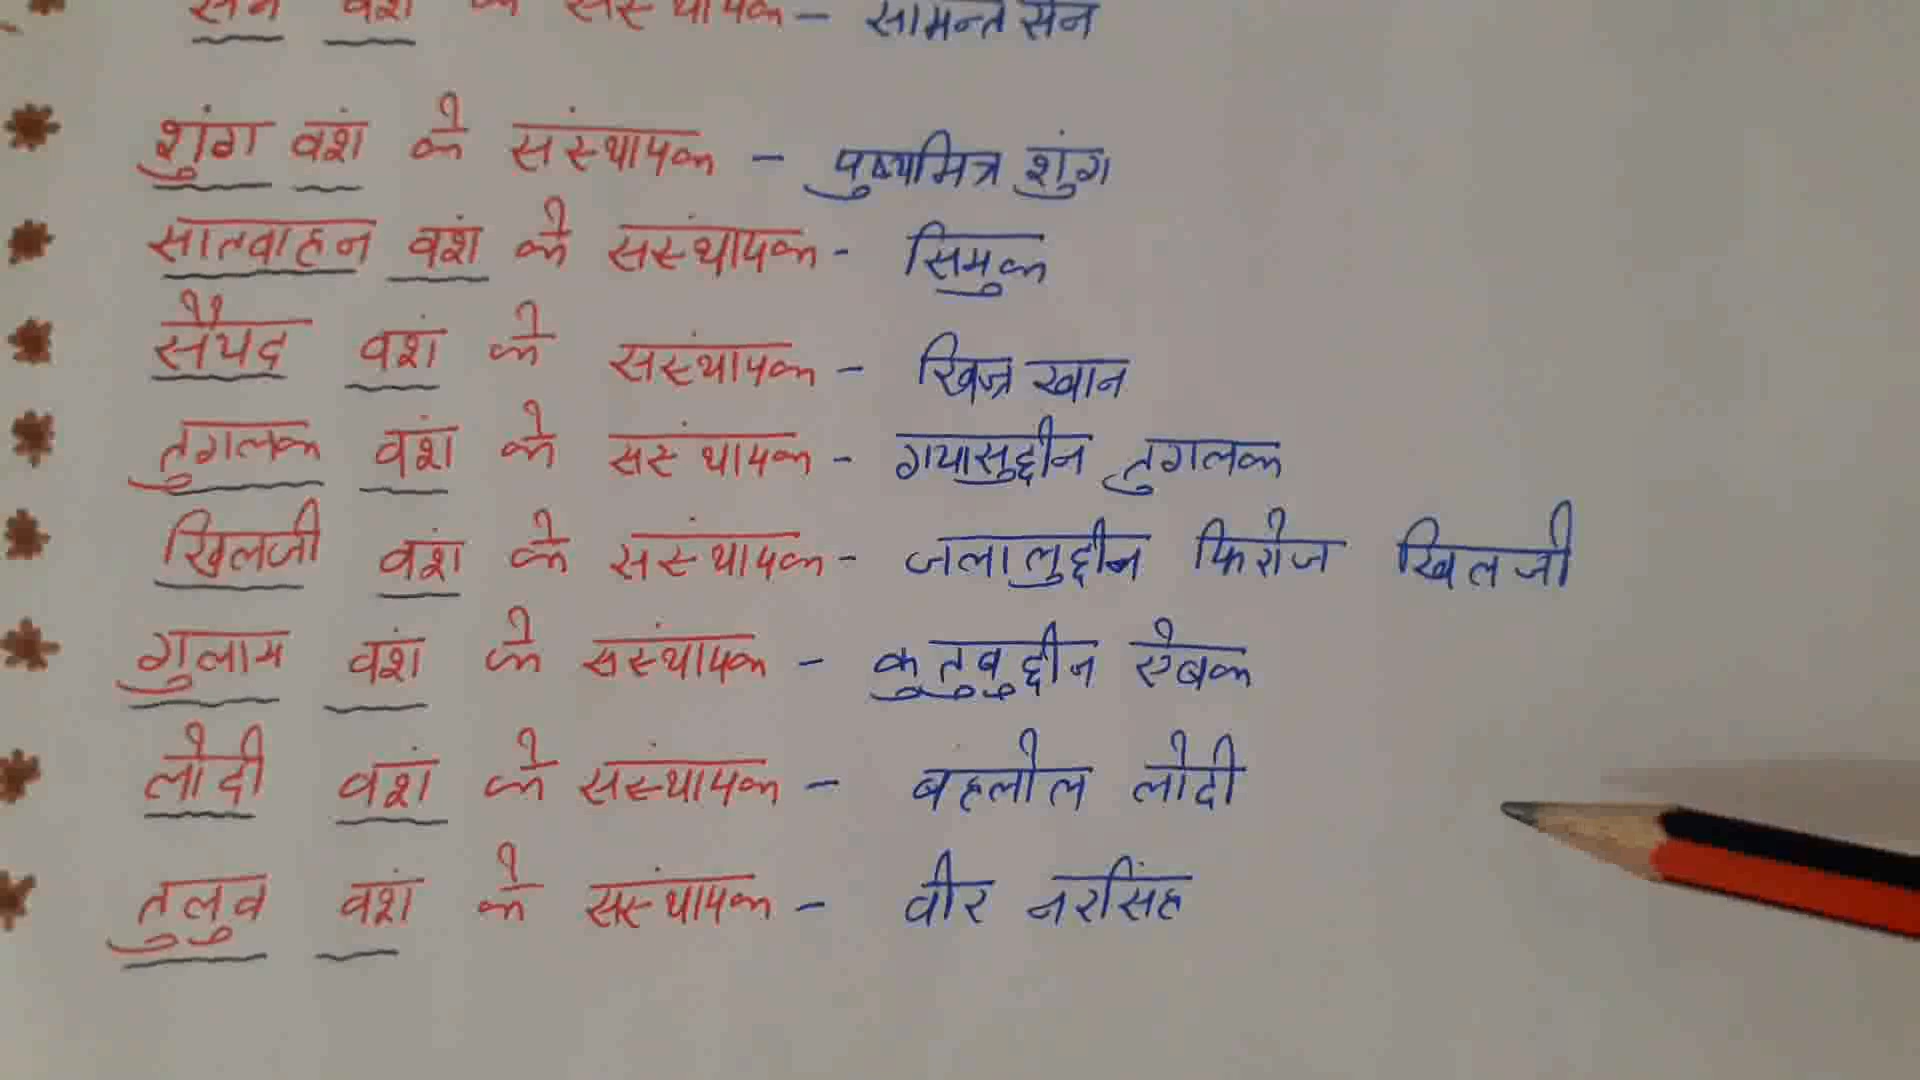 सेन वंश के संस्थापक - सामन्त सेन
शुंग वंश के संस्थापक - पुष्यमित्र शुंग
सातवाहन वंश के संस्थापक - सिमुक
सैयद वंश के संस्थापक - खिज्र खान
तुगलक वंश के संस्थापक - गयासुद्दीन तुगलक
खिलजी वंश के संस्थापक - जलालुद्दीन फिरोज खिलजी
गुलाम वंश के संस्थापक - कुतुबुद्दीन ऐबक
लोदी वंश के संस्थापक - बहलोल लोदी
तुलुव वंश के संस्थापक - वीर नरसिंह